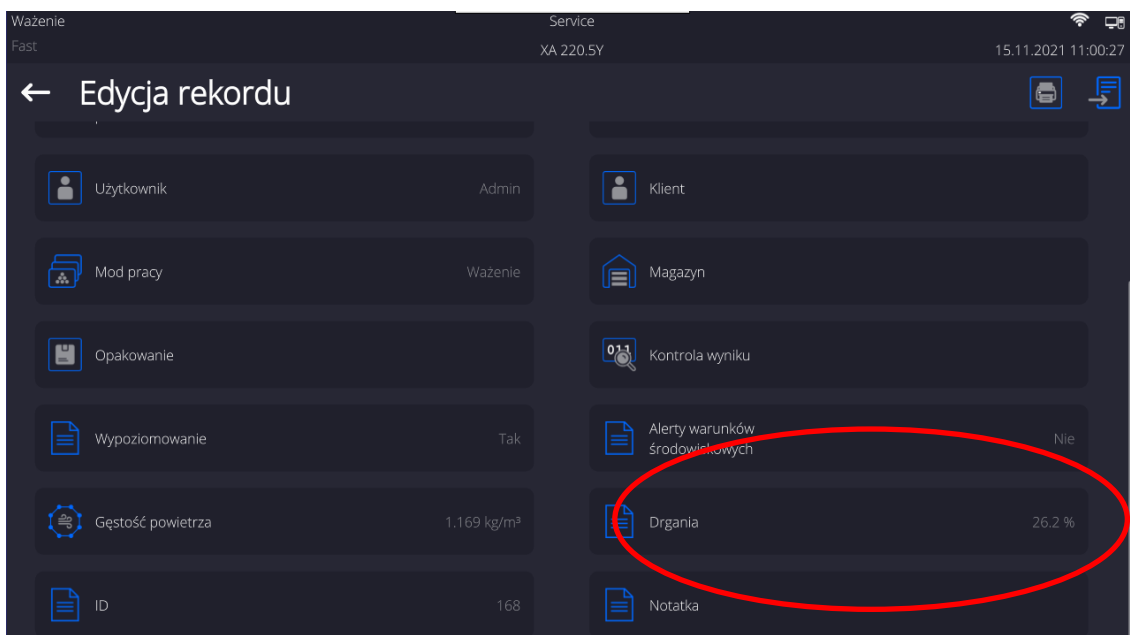 Ważenie Service
Fast XA 220.5Y 15.11.2021 11:00:27
Edycja rekordu
Użytkownik Admin Klient
Mod pracy Ważenie Magazyn
Opakowanie 011 Kontrola wyniku
Wypoziomowanie Tak Alerty warunków
środowiskowych Nie
Gęstość powietrza 1.169 kg/m³ Drgania 26.2 %
ID 168 Notatka